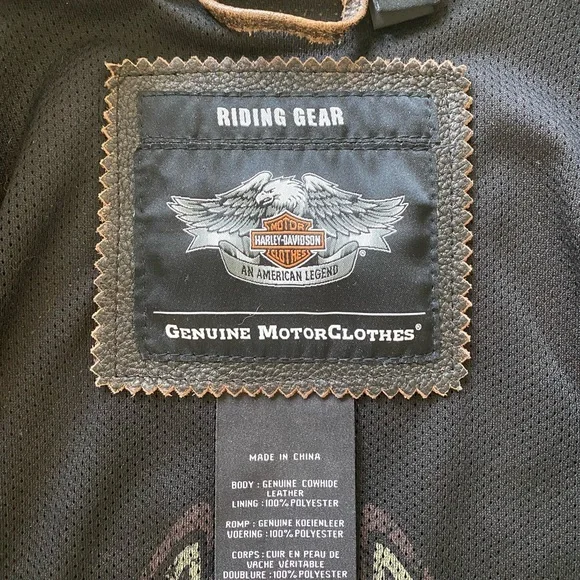 RIDING GEAR
MOTOR
HARLEY-DAVIDSON
CLOTHES
®
AN AMERICAN LEGEND
GENUINE MOTORCLOTHES®
MADE IN CHINA
BODY : GENUINE COWHIDE
LEATHER
LINING : 100% POLYESTER
ROMP : GENUINE KOEIENLEER
VOERING : 100% POLYESTER
CORPS : CUIR EN PEAU DE
VACHE VÉRITABLE
DOUBLURE : 100% POLYESTER